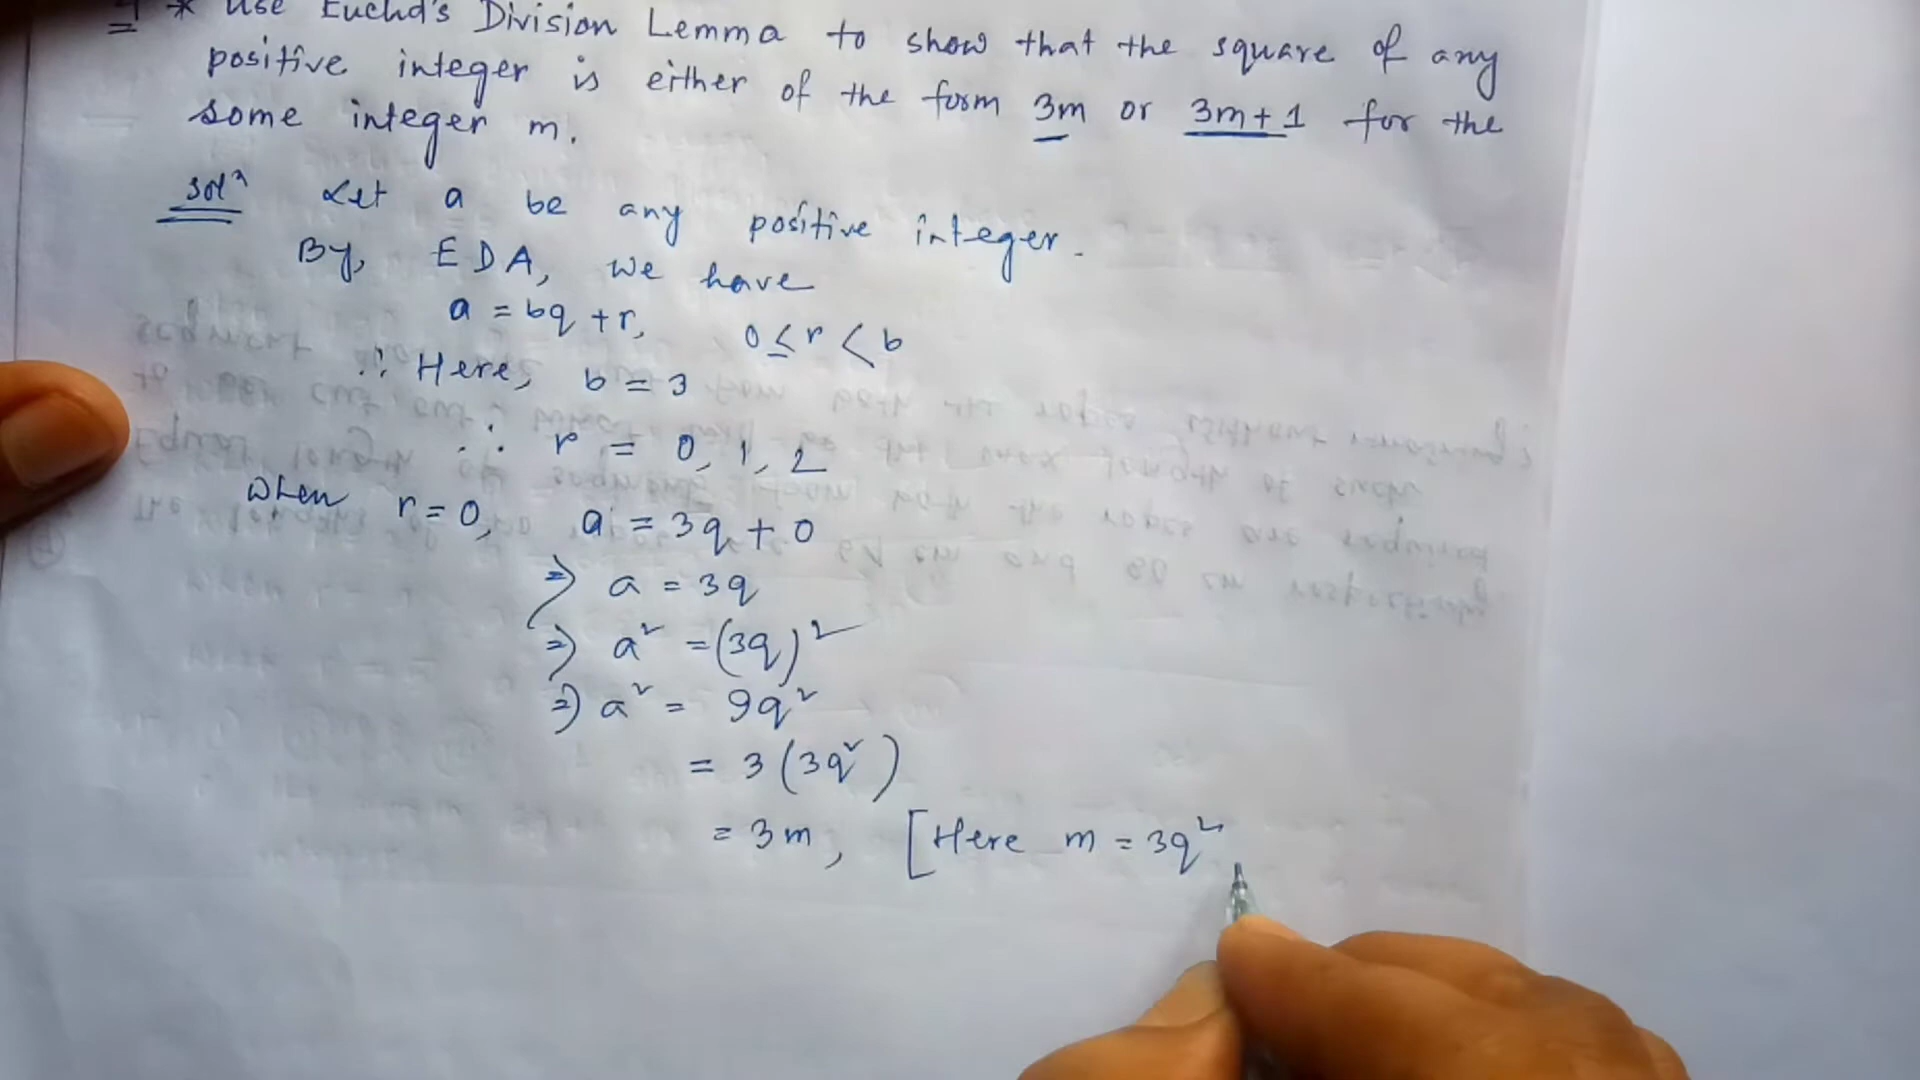 * Use Euclid's Division Lemma to show that the square of any
positive integer is either of the form 3m or 3m+1 for the
some integer m.
Solⁿ Let a be any positive integer.
By, EDA, we have
a = bq + r, 0 ≤ r < b
∴ Here, b = 3
∴ r = 0, 1, 2
When r = 0, a = 3q + 0
⇒ a = 3q
⇒ a² = (3q)²
⇒ a² = 9q²
= 3(3q²)
= 3m, [Here m = 3q²